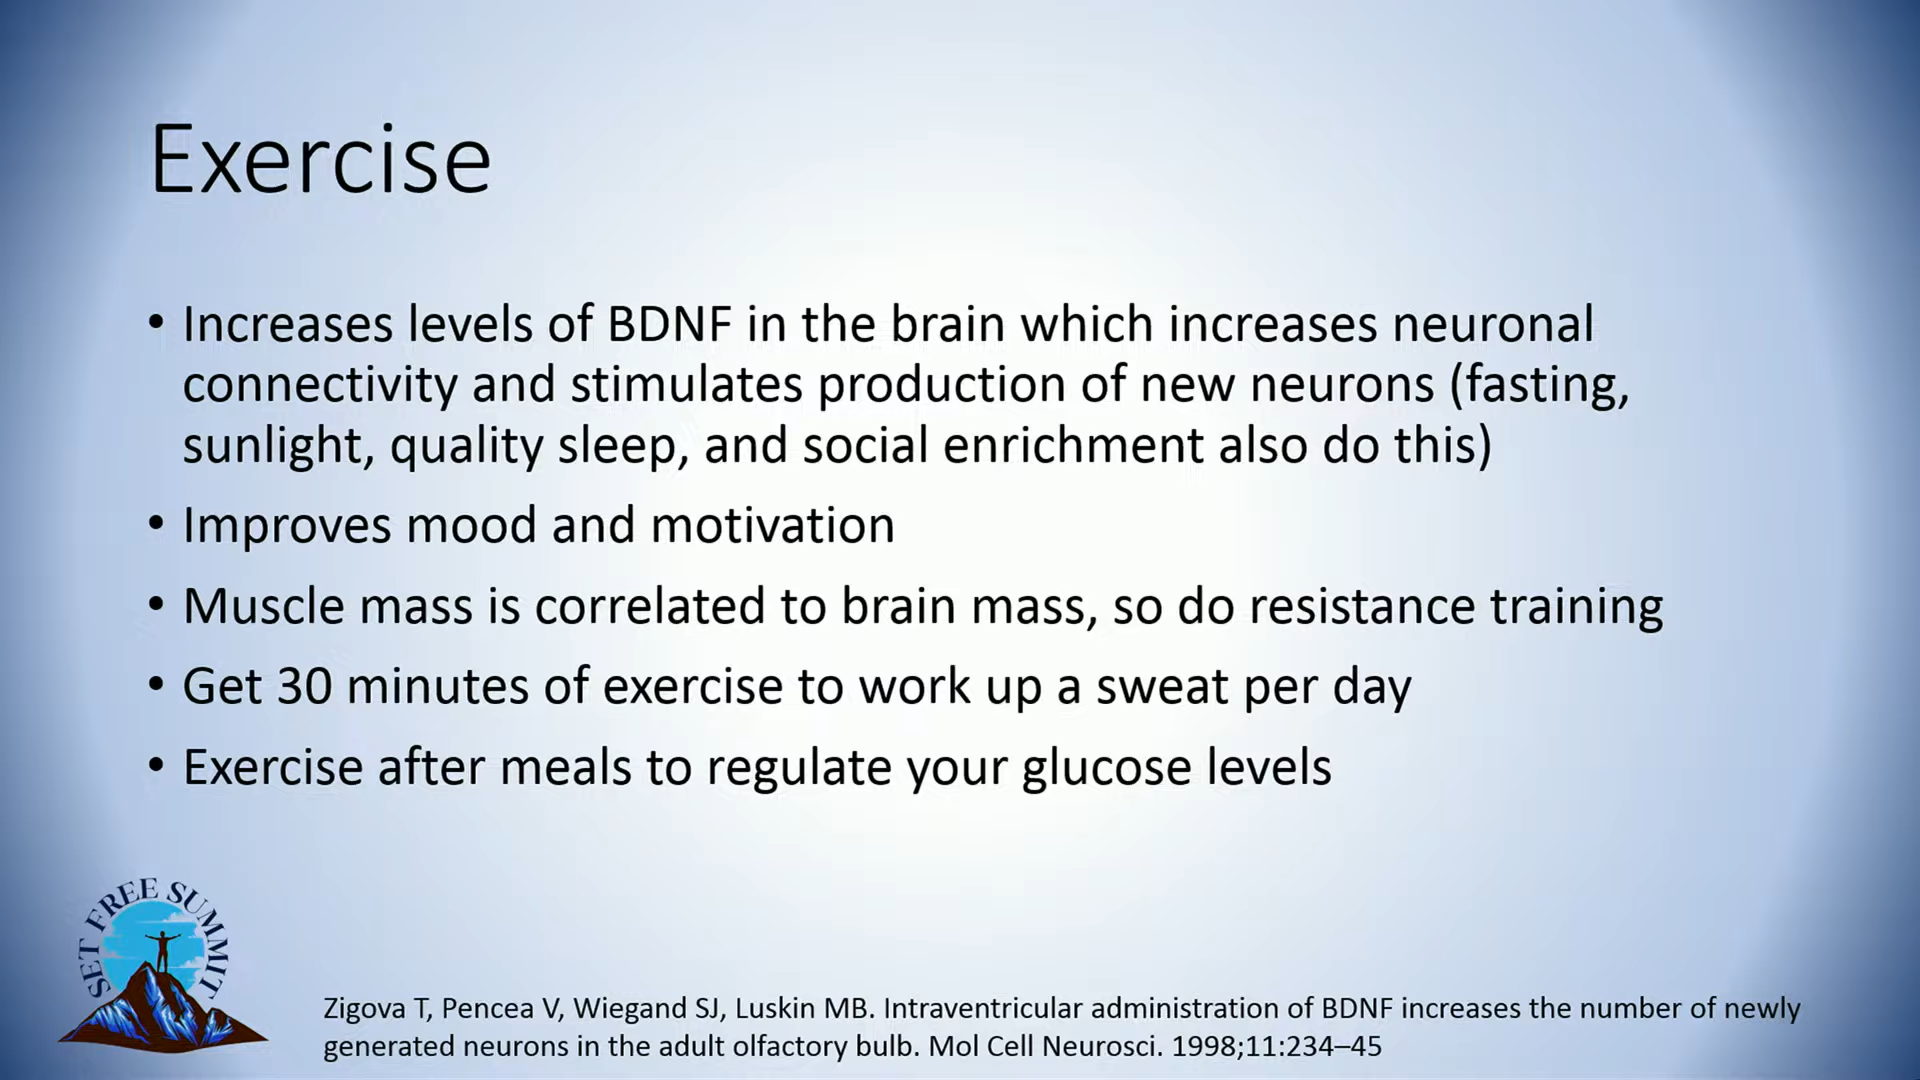 Exercise
• Increases levels of BDNF in the brain which increases neuronal
connectivity and stimulates production of new neurons (fasting,
sunlight, quality sleep, and social enrichment also do this)
• Improves mood and motivation
• Muscle mass is correlated to brain mass, so do resistance training
• Get 30 minutes of exercise to work up a sweat per day
• Exercise after meals to regulate your glucose levels
SET FREE SUMMIT
Zigova T, Pencea V, Wiegand SJ, Luskin MB. Intraventricular administration of BDNF increases the number of newly
generated neurons in the adult olfactory bulb. Mol Cell Neurosci. 1998;11:234–45